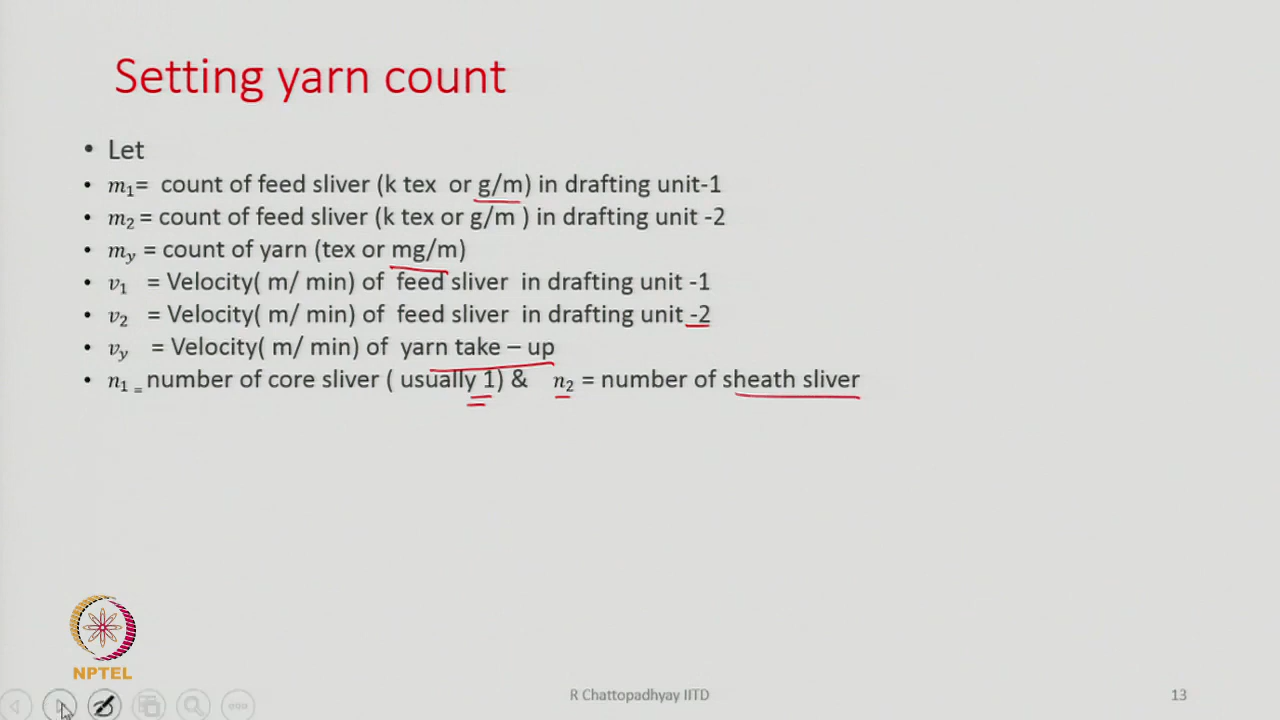 Setting yarn count
• Let
• m₁= count of feed sliver (k tex or g/m) in drafting unit-1
• m₂ = count of feed sliver (k tex or g/m ) in drafting unit -2
• mᵧ = count of yarn (tex or mg/m)
• v₁ = Velocity( m/ min) of feed sliver in drafting unit -1
• v₂ = Velocity( m/ min) of feed sliver in drafting unit -2
• vᵧ = Velocity( m/ min) of yarn take – up
• n₁ = number of core sliver ( usually 1) & n₂ = number of sheath sliver
NPTEL
R Chattopadhyay IITD
13